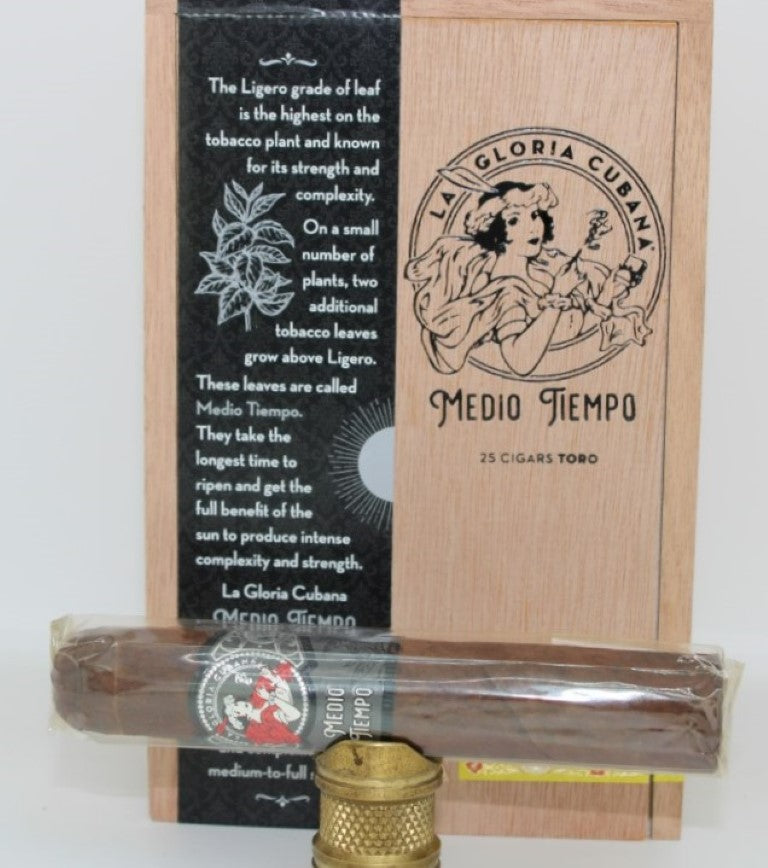 The Ligero grade of leaf
is the highest on the
tobacco plant and known
for its strength and
complexity.
On a small
number of
plants, two
additional
tobacco leaves
grow above Ligero.
These leaves are called
Medio Tiempo.
They take the
longest time to
ripen and get the
full benefit of the
sun to produce intense
complexity and strength.
La Gloria Cubana
MEDIO TIEMPO
medium-to-full
LA GLORIA CUBANA
MEDIO TIEMPO
25 CIGARS TORO
LA GLORIA CUBANA
MEDIO
TIEMPO